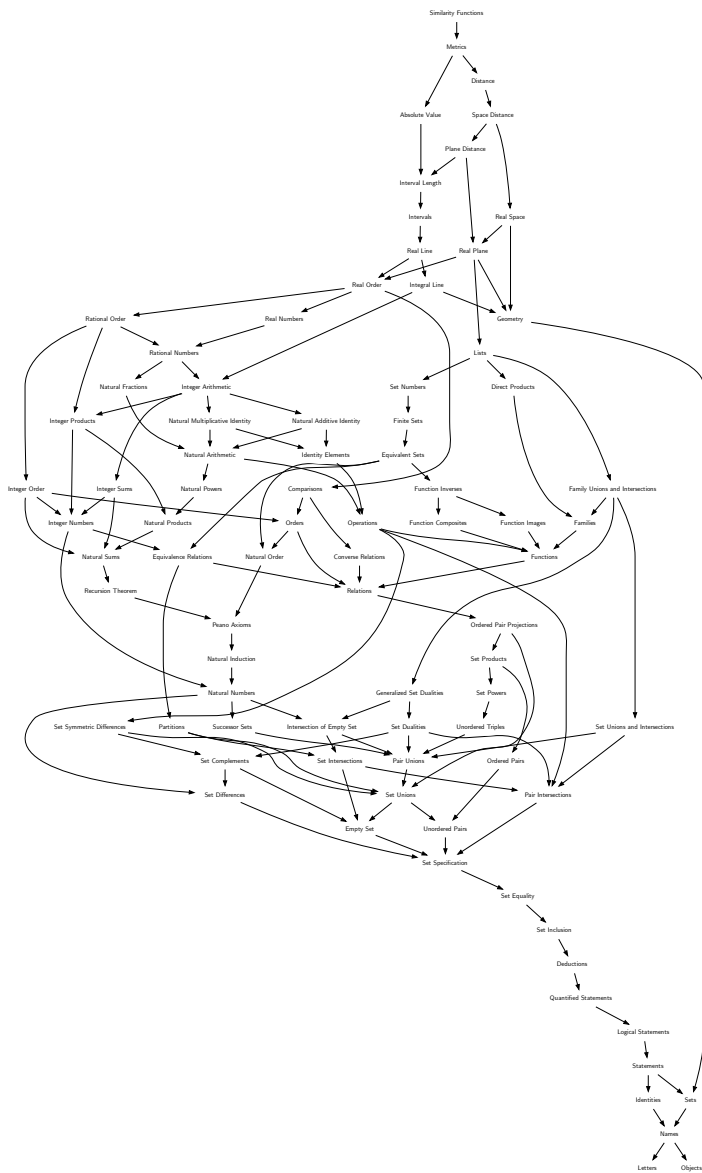 Similarity Functions
Metrics
Distance
Absolute Value
Space Distance
Plane Distance
Interval Length
Intervals
Real Space
Real Line
Real Plane
Real Order
Integral Line
Rational Order
Real Numbers
Geometry
Rational Numbers
Lists
Natural Fractions
Integer Arithmetic
Set Numbers
Direct Products
Integer Products
Natural Multiplicative Identity
Natural Additive Identity
Finite Sets
Natural Arithmetic
Identity Elements
Equivalent Sets
Integer Order
Integer Sums
Natural Powers
Comparisons
Function Inverses
Family Unions and Intersections
Integer Numbers
Natural Products
Orders
Operations
Function Composites
Function Images
Families
Natural Sums
Equivalence Relations
Natural Order
Converse Relations
Functions
Recursion Theorem
Relations
Peano Axioms
Ordered Pair Projections
Natural Induction
Set Products
Natural Numbers
Generalized Set Dualities
Set Powers
Set Symmetric Differences
Partitions
Successor Sets
Intersection of Empty Set
Set Dualities
Unordered Triples
Set Unions and Intersections
Set Complements
Set Intersections
Pair Unions
Ordered Pairs
Set Differences
Set Unions
Pair Intersections
Empty Set
Unordered Pairs
Set Specification
Set Equality
Set Inclusion
Deductions
Quantified Statements
Logical Statements
Statements
Identities
Sets
Names
Letters
Objects